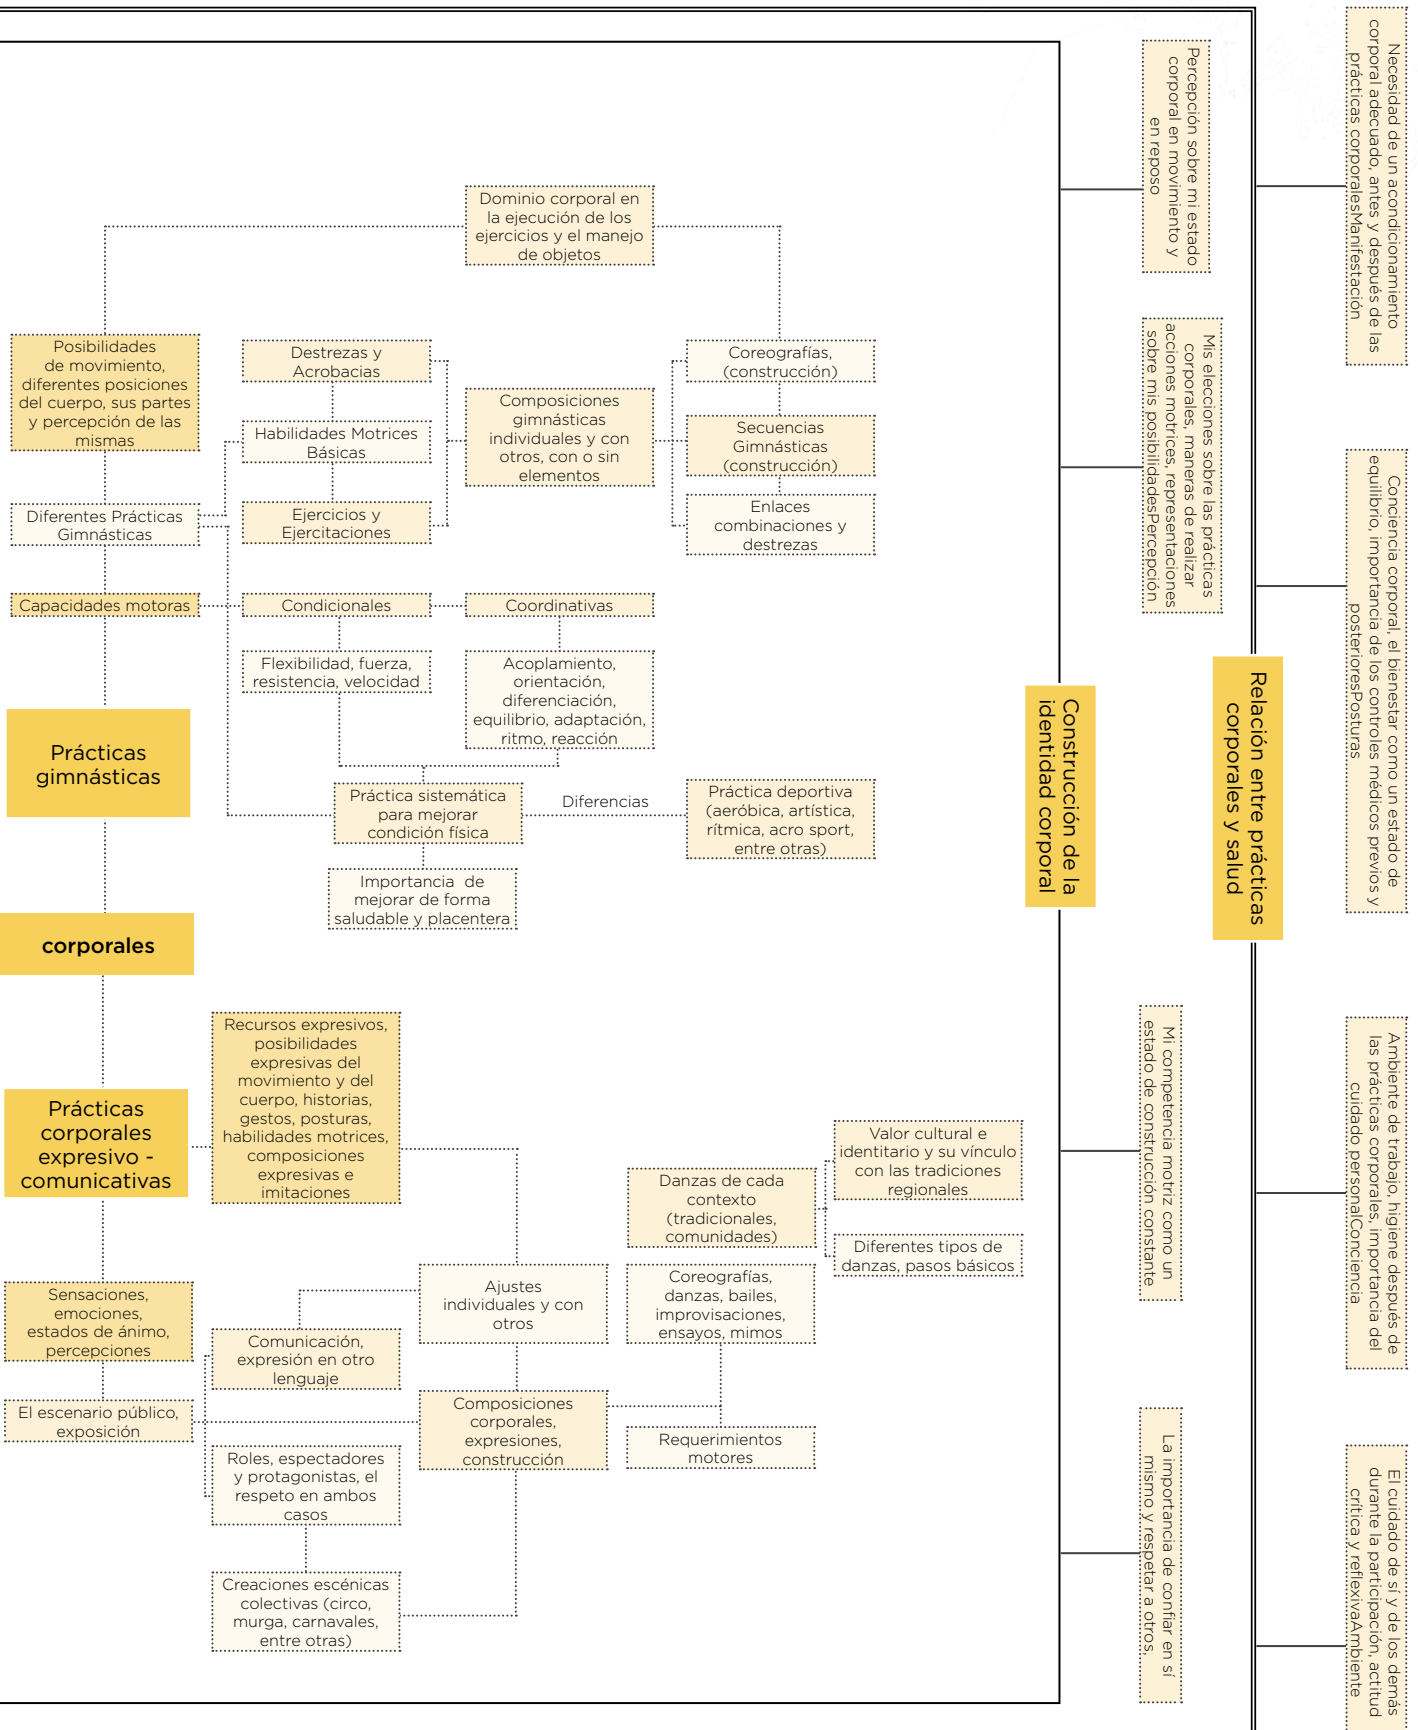 Dominio corporal en
la ejecución de los
ejercicios y el manejo
de objetos
Posibilidades
de movimiento,
diferentes posiciones
del cuerpo, sus partes
y percepción de las
mismas
Destrezas y
Acrobacias
Habilidades Motrices
Básicas
Ejercicios y
Ejercitaciones
Composiciones
gimnásticas
individuales y con
otros, con o sin
elementos
Coreografías,
(construcción)
Secuencias
Gimnásticas
(construcción)
Enlaces
combinaciones y
destrezas
Diferentes Prácticas
Gimnásticas
Capacidades motoras
Condicionales
Coordinativas
Flexibilidad, fuerza,
resistencia, velocidad
Acoplamiento,
orientación,
diferenciación,
equilibrio, adaptación,
ritmo, reacción
Prácticas
gimnásticas
Práctica sistemática
para mejorar
condición física
Diferencias
Práctica deportiva
(aeróbica, artística,
rítmica, acro sport,
entre otras)
Importancia de
mejorar de forma
saludable y placentera
corporales
Prácticas
corporales
expresivo -
comunicativas
Recursos expresivos,
posibilidades
expresivas del
movimiento y del
cuerpo, historias,
gestos, posturas,
habilidades motrices,
composiciones
expresivas e
imitaciones
Danzas de cada
contexto
(tradicionales,
comunidades)
Valor cultural e
identitario y su vínculo
con las tradiciones
regionales
Diferentes tipos de
danzas, pasos básicos
Sensaciones,
emociones,
estados de ánimo,
percepciones
Comunicación,
expresión en otro
lenguaje
Ajustes
individuales y con
otros
Coreografías,
danzas, bailes,
improvisaciones,
ensayos, mimos
El escenario público,
exposición
Composiciones
corporales,
expresiones,
construcción
Requerimientos
motores
Roles, espectadores
y protagonistas, el
respeto en ambos
casos
Creaciones escénicas
colectivas (circo,
murga, carnavales,
entre otras)
Construcción de la
identidad corporal
Percepción sobre mi estado
corporal en movimiento y
en reposo
Mis elecciones sobre las prácticas
corporales, maneras de realizar
acciones motrices, representaciones
sobre mis posibilidadesPercepción
Mi competencia motriz como un
estado de construcción constante
La importancia de confiar en sí
mismo y respetar a otros,
Relación entre prácticas
corporales y salud
Necesidad de un acondicionamiento
corporal adecuado, antes y después de las
prácticas corporalesManifestación
Conciencia corporal, el bienestar como un estado de
equilibrio, importancia de los controles médicos previos y
posterioresPosturas
Ambiente de trabajo, higiene después de
las prácticas corporales, importancia del
cuidado personalConciencia
El cuidado de sí y de los demás
durante la participación, actitud
crítica y reflexivaAmbiente